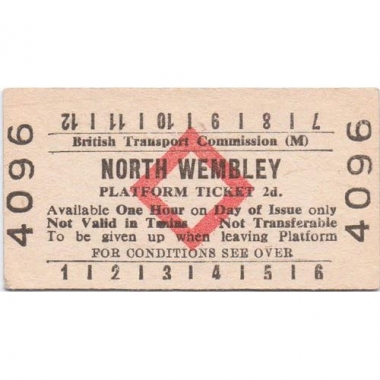 12 | 11 | 10 | 9 | 8 | 7
British Transport Commission (M)
NORTH WEMBLEY
PLATFORM TICKET 2d.
Available One Hour on Day of Issue only
Not Valid in Trains. Not Transferable
To be given up when leaving Platform
FOR CONDITIONS SEE OVER
1 | 2 | 3 | 4 | 5 | 6
4096
4096